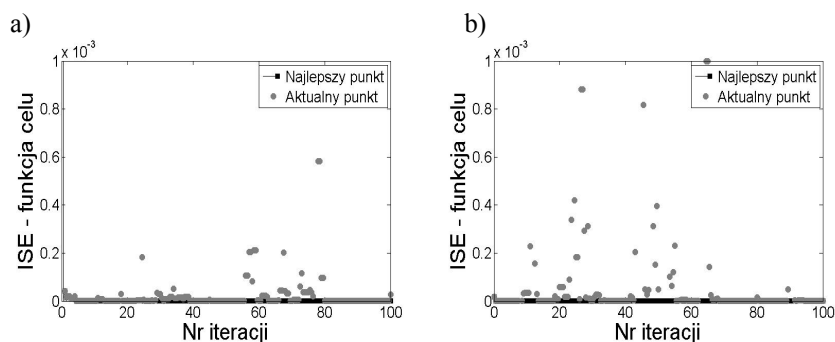 a)
1 x 10⁻³
Najlepszy punkt
Aktualny punkt
0.8
0.6
0.4
0.2
0
0 20 40 60 80 100
ISE - funkcja celu
Nr iteracji
b)
1 x 10⁻³
Najlepszy punkt
Aktualny punkt
0.8
0.6
0.4
0.2
0
0 20 40 60 80 100
ISE - funkcja celu
Nr iteracji